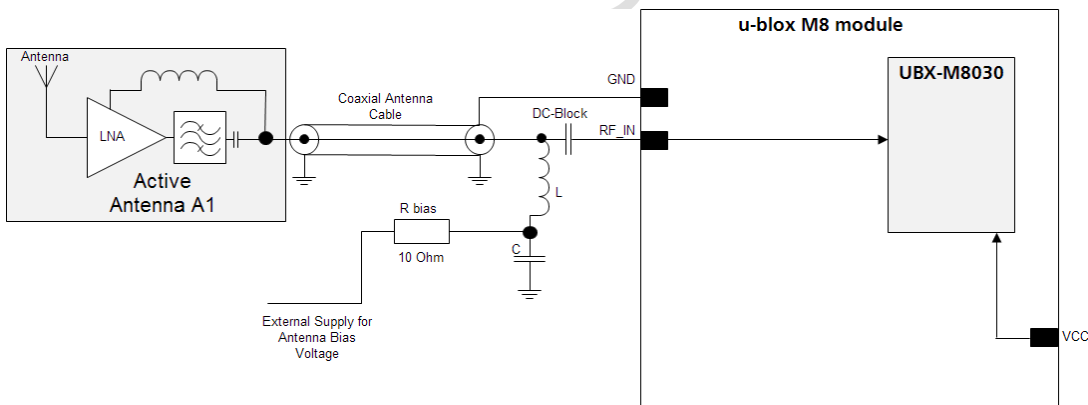 u-blox M8 module
Antenna
LNA
Active
Antenna A1
Coaxial Antenna
Cable
GND
DC-Block
RF_IN
UBX-M8030
L
R bias
10 Ohm
C
External Supply for
Antenna Bias
Voltage
VCC